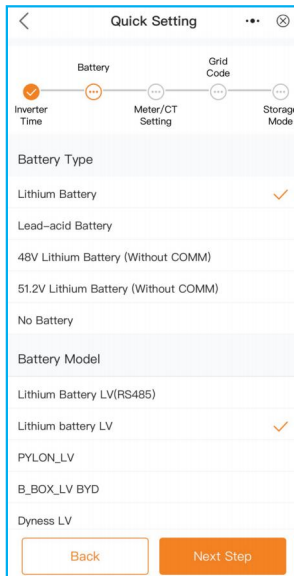 Quick Setting
Battery
Grid
Code
Inverter
Time
Meter/CT
Setting
Storage
Mode
Battery Type
Lithium Battery
Lead-acid Battery
48V Lithium Battery (Without COMM)
51.2V Lithium Battery (Without COMM)
No Battery
Battery Model
Lithium Battery LV(RS485)
Lithium battery LV
PYLON_LV
B_BOX_LV BYD
Dyness LV
Back
Next Step